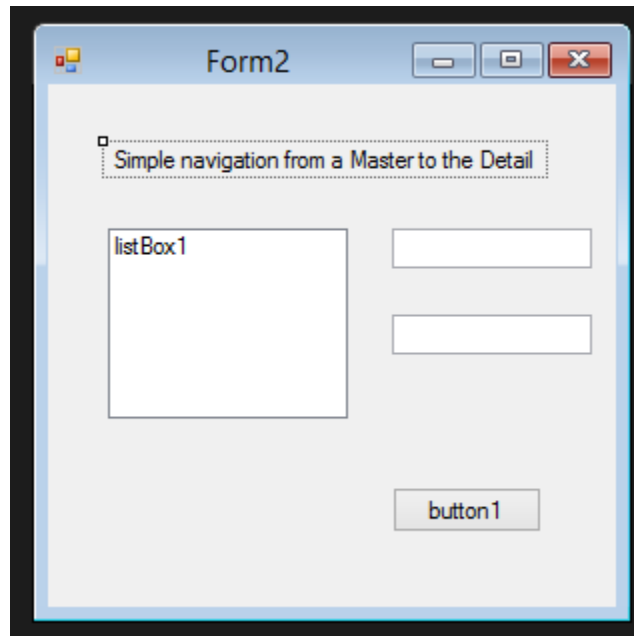 Form2
Simple navigation from a Master to the Detail
listBox1
button1